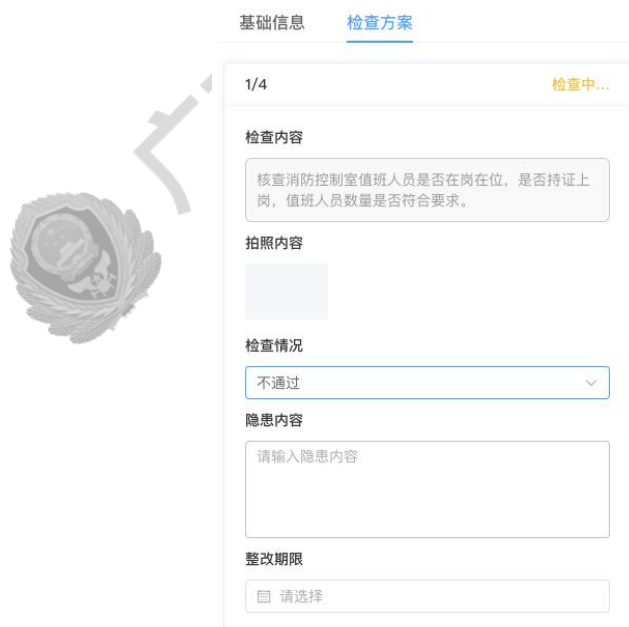 基础信息 检查方案
1/4 检查中...
检查内容
核查消防控制室值班人员是否在岗在位，是否持证上
岗，值班人员数量是否符合要求。
拍照内容
检查情况
不通过
隐患内容
请输入隐患内容
整改期限
请选择